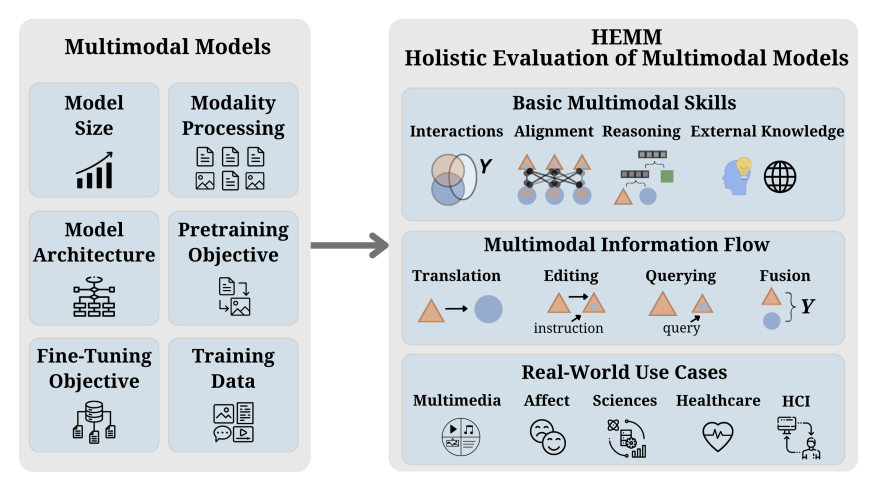 Multimodal Models
Model
Size
Modality
Processing
Model
Architecture
Pretraining
Objective
Fine-Tuning
Objective
Training
Data
HEMM
Holistic Evaluation of Multimodal Models
Basic Multimodal Skills
Interactions Alignment Reasoning External Knowledge
Y
Multimodal Information Flow
Translation Editing Querying Fusion
Y
instruction query
Real-World Use Cases
Multimedia Affect Sciences Healthcare HCI